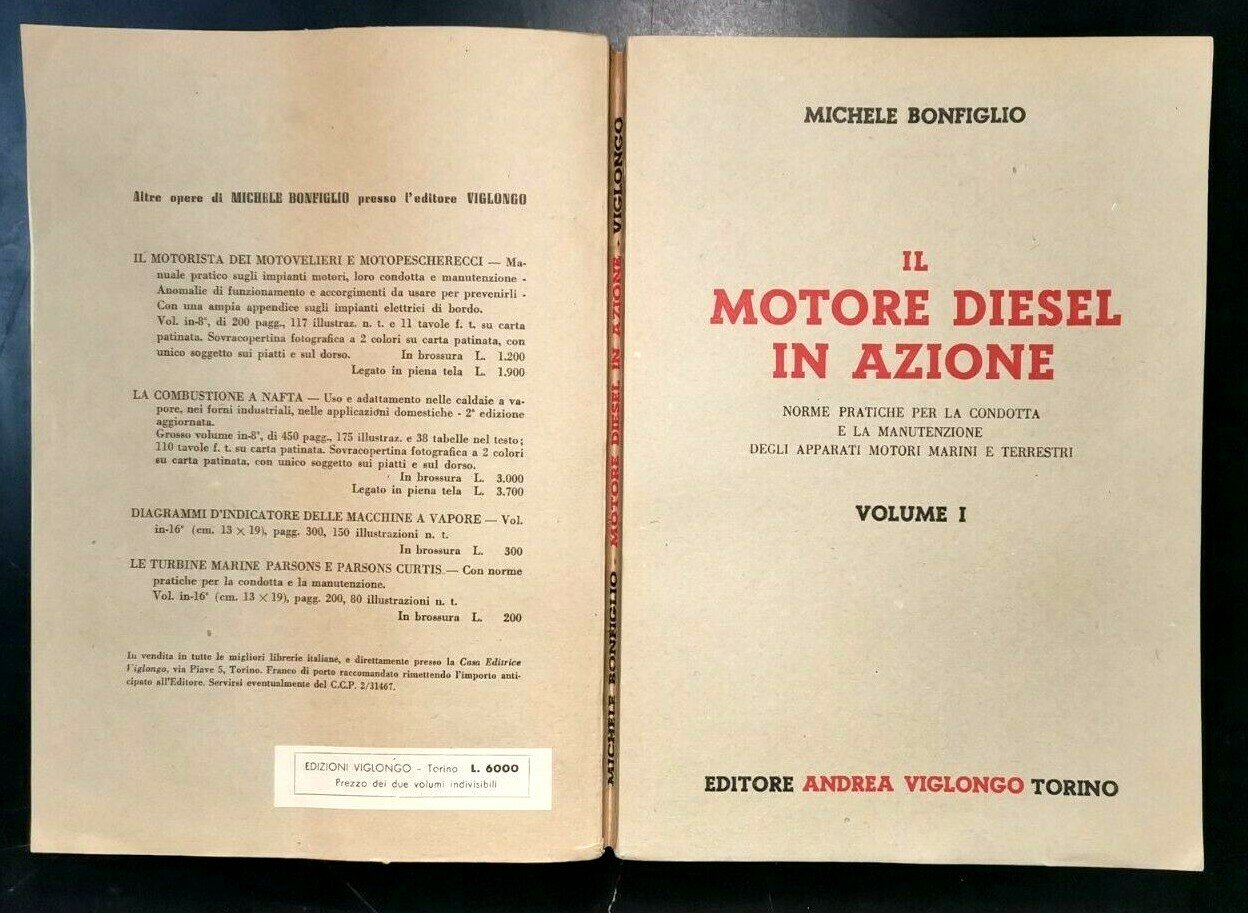 Altre opere di MICHELE BONFIGLIO presso l'editore VIGLONGO
IL MOTORISTA DEI MOTOVELIERI E MOTOPESCHERECCI — Ma-
nuale pratico sugli impianti motori, loro condotta e manutenzione -
Anomalie di funzionamento e accorgimenti da usare per prevenirli -
Con una ampia appendice sugli impianti elettrici di bordo.
Vol. in-8°, di 200 pagg., 117 illustraz. n. t. e 11 tavole f. t. su carta
patinata. Sovracopertina fotografica a 2 colori su carta patinata, con
unico soggetto sui piatti e sul dorso. In brossura L. 1.200
Legato in piena tela L. 1.900
LA COMBUSTIONE A NAFTA — Uso e adattamento nelle caldaie a va-
pore, nei forni industriali, nelle applicazioni domestiche - 2ª edizione
aggiornata.
Grosso volume in-8°, di 450 pagg., 175 illustraz. e 38 tabelle nel testo;
110 tavole f. t. su carta patinata. Sovracopertina fotografica a 2 colori
su carta patinata, con unico soggetto sui piatti e sul dorso.
In brossura L. 3.000
Legato in piena tela L. 3.700
DIAGRAMMI D'INDICATORE DELLE MACCHINE A VAPORE — Vol.
in-16° (cm. 13 × 19), pagg. 300, 150 illustrazioni n. t.
In brossura L. 300
LE TURBINE MARINE PARSONS E PARSONS CURTIS — Con norme
pratiche per la condotta e la manutenzione.
Vol. in-16° (cm. 13 × 19), pagg. 200, 80 illustrazioni n. t.
In brossura L. 200
In vendita in tutte le migliori librerie italiane, e direttamente presso la Casa Editrice
Viglongo, via Piave 5, Torino. Franco di porto raccomandato rimettendo l'importo anti-
cipato all'Editore. Servirsi eventualmente del C.C.P. 2/31467.
EDIZIONI VIGLONGO - Torino L. 6000
Prezzo dei due volumi indivisibili
MICHELE BONFIGLIO - MOTORE DIESEL IN AZIONE - VIGLONGO
MICHELE BONFIGLIO
IL
MOTORE DIESEL
IN AZIONE
NORME PRATICHE PER LA CONDOTTA
E LA MANUTENZIONE
DEGLI APPARATI MOTORI MARINI E TERRESTRI
VOLUME I
EDITORE ANDREA VIGLONGO TORINO